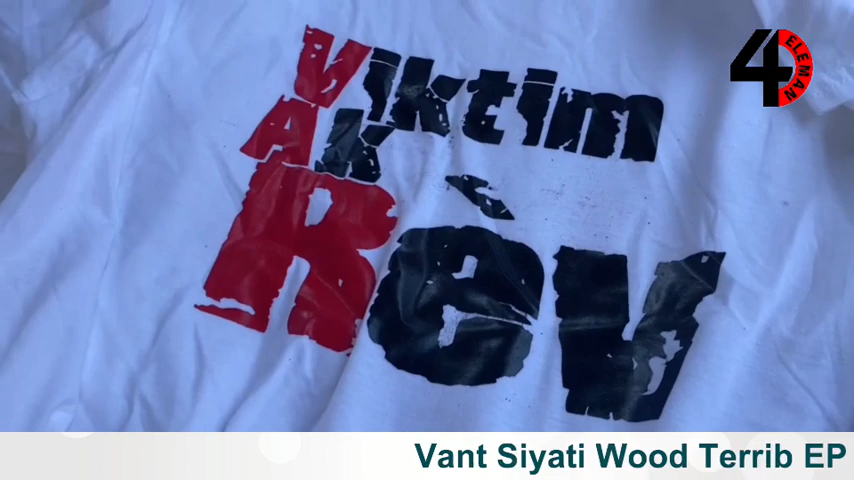 Viktim
Ak
Rèv
4
ELEMAN
Vant Siyati Wood Terrib EP